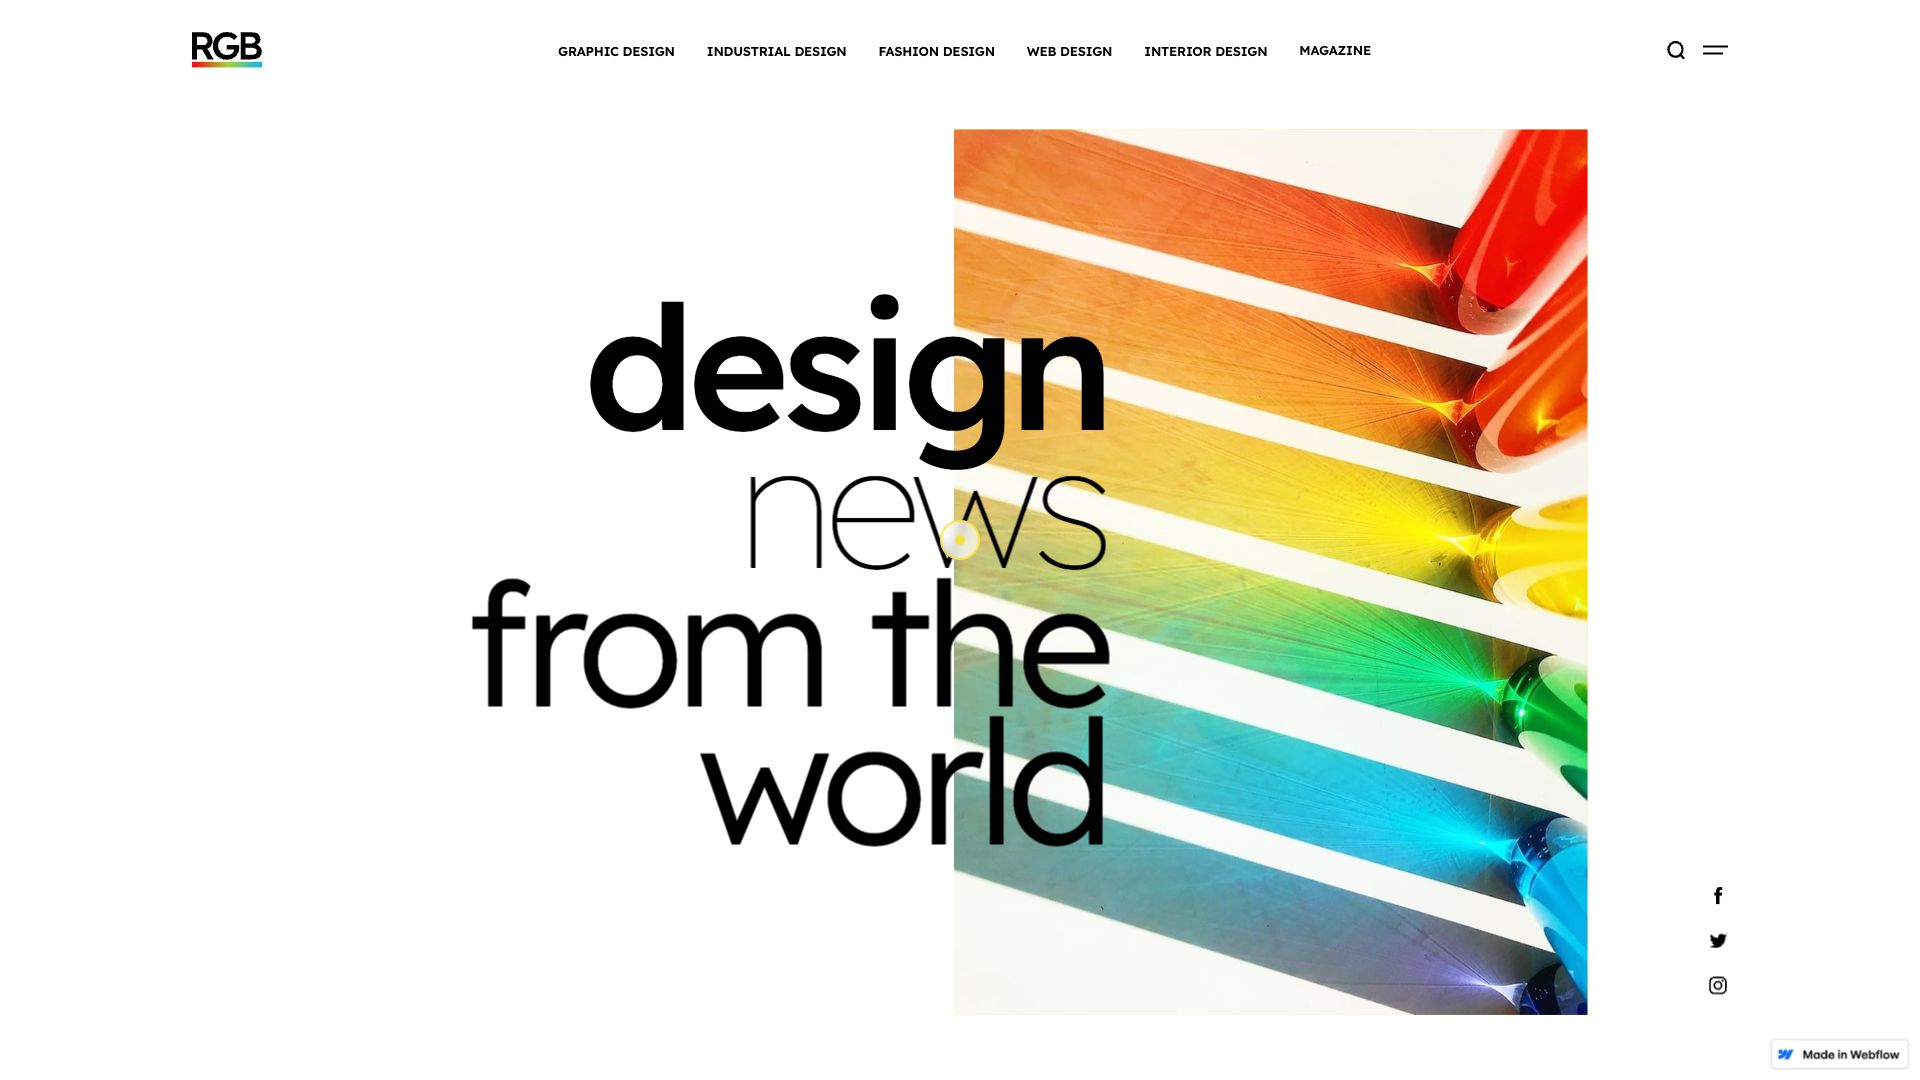 RGB
GRAPHIC DESIGN
INDUSTRIAL DESIGN
FASHION DESIGN
WEB DESIGN
INTERIOR DESIGN
MAGAZINE
design
news
from the
world
Made in Webflow